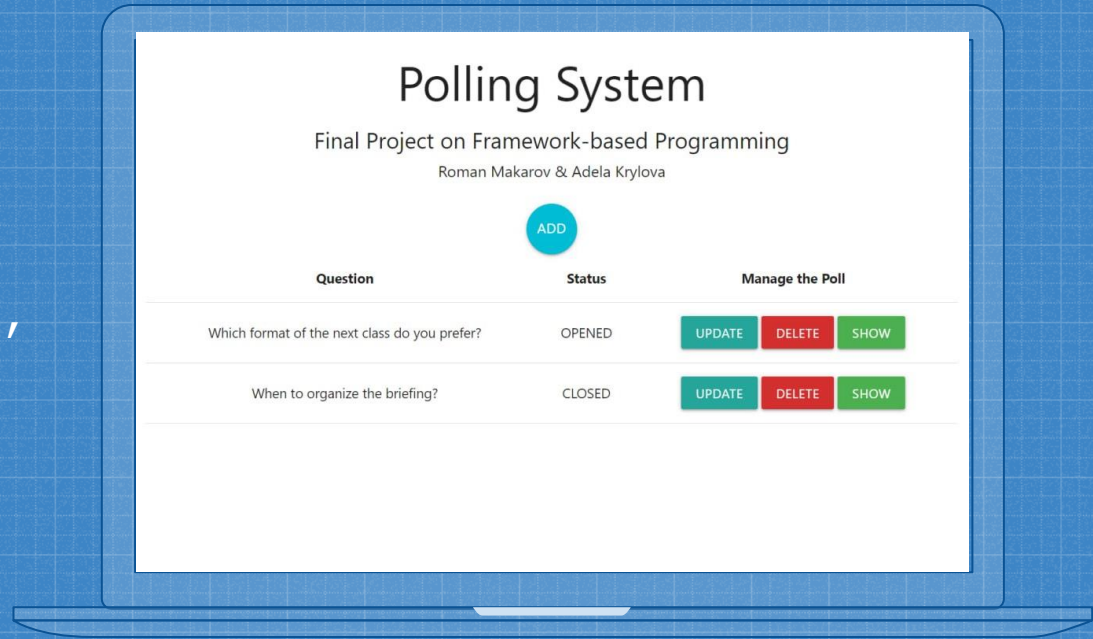 Polling System
Final Project on Framework-based Programming
Roman Makarov & Adela Krylova
ADD
Question Status Manage the Poll
Which format of the next class do you prefer? OPENED UPDATE DELETE SHOW
When to organize the briefing? CLOSED UPDATE DELETE SHOW
,